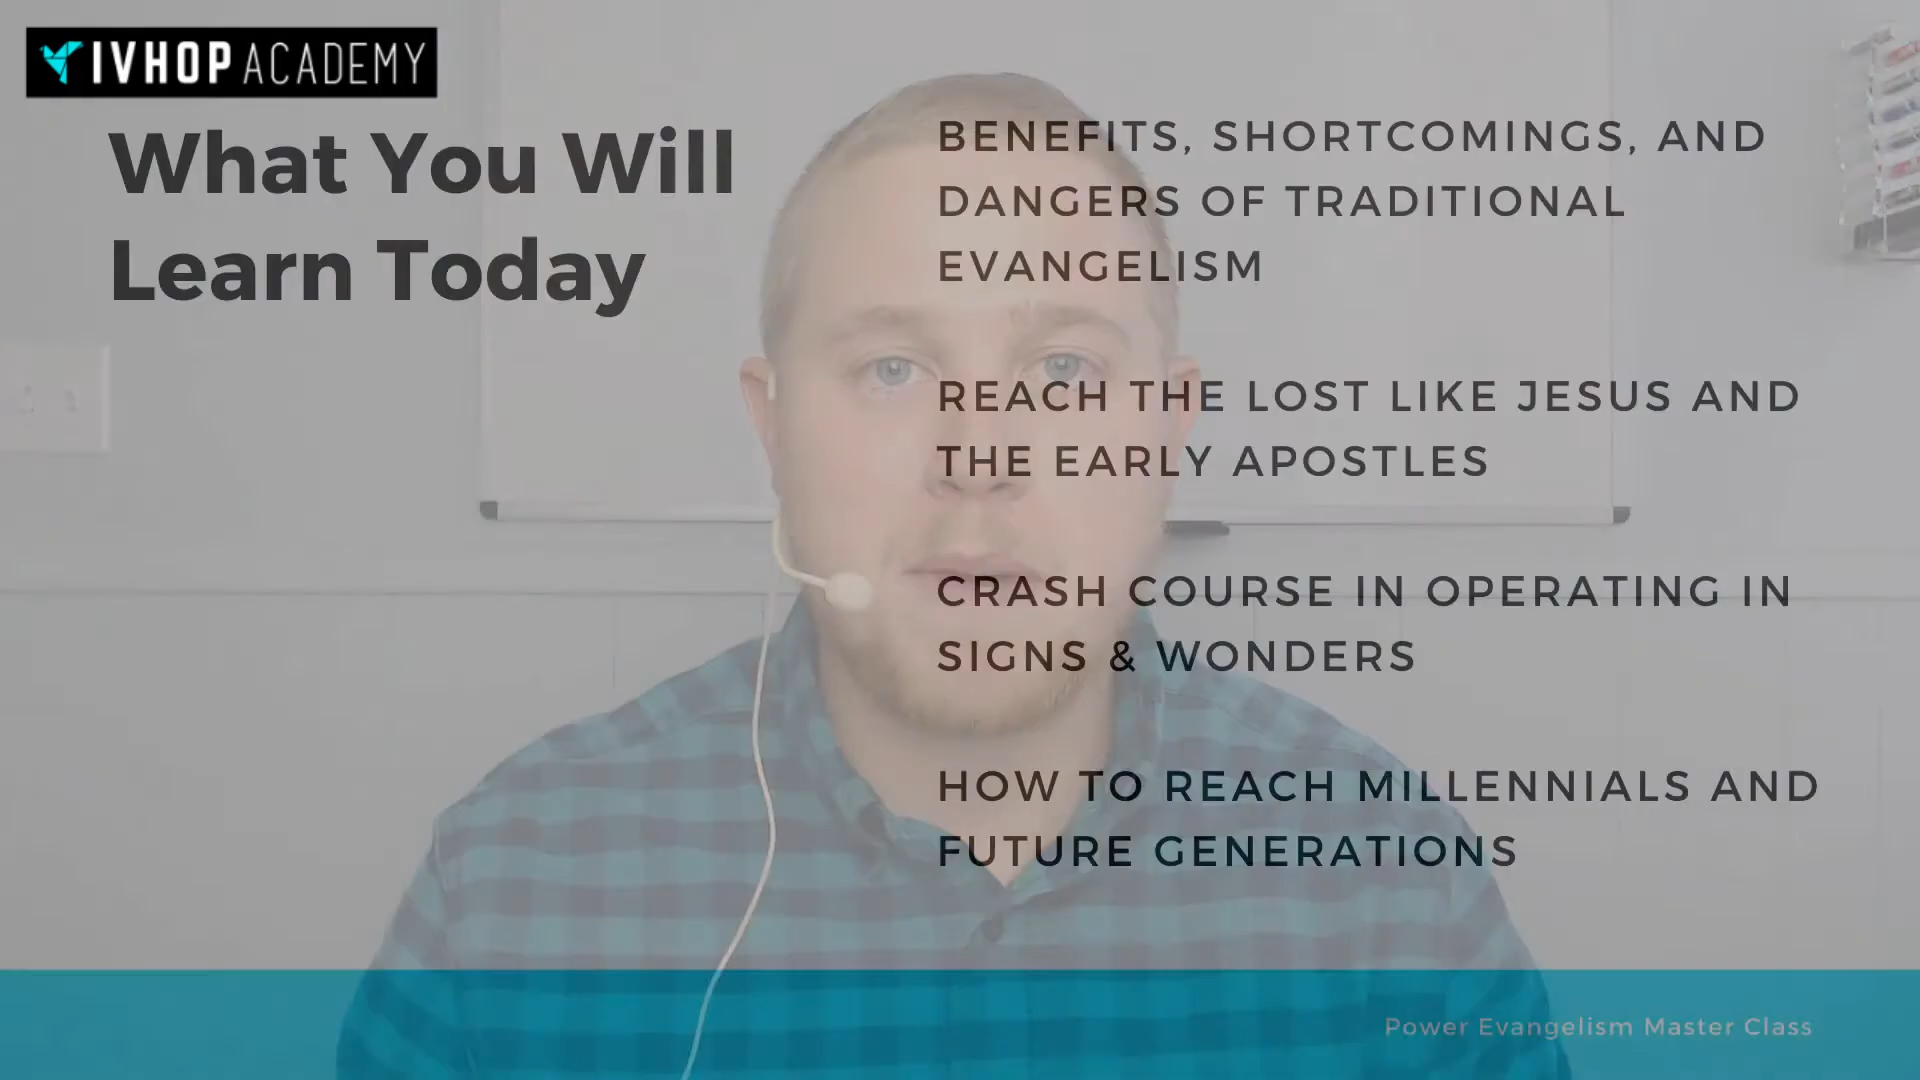 IVHOP ACADEMY
What You Will
Learn Today
BENEFITS, SHORTCOMINGS, AND
DANGERS OF TRADITIONAL
EVANGELISM
REACH THE LOST LIKE JESUS AND
THE EARLY APOSTLES
CRASH COURSE IN OPERATING IN
SIGNS & WONDERS
HOW TO REACH MILLENNIALS AND
FUTURE GENERATIONS
Power Evangelism Master Class